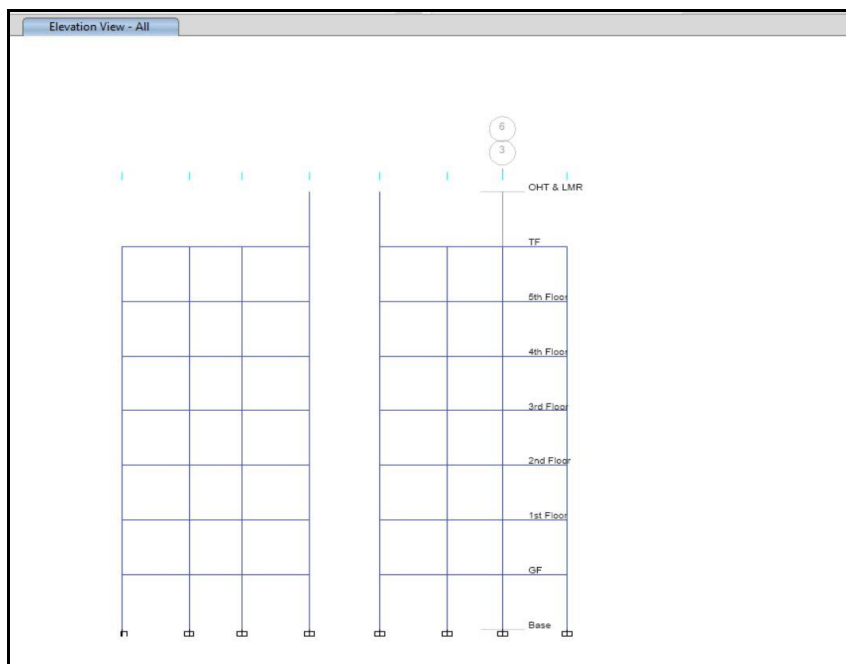 Elevation View - All
6
3
OHT & LMR
TF
5th Floor
4th Floor
3rd Floor
2nd Floor
1st Floor
GF
Base